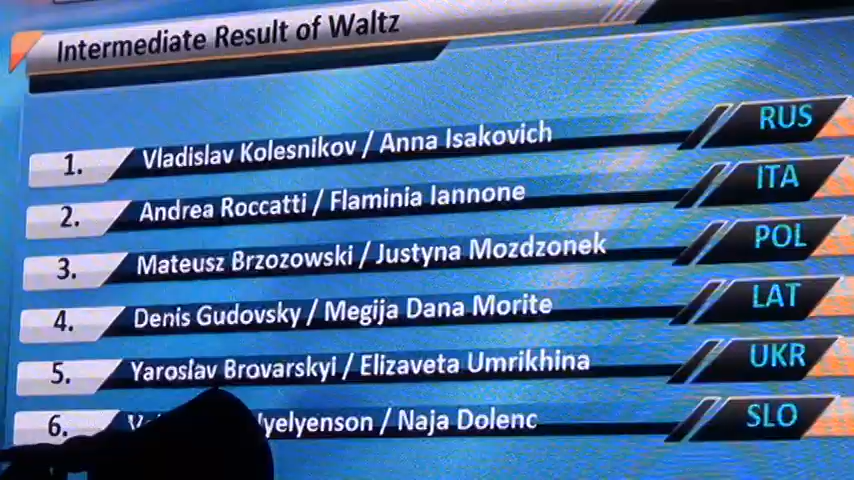 Intermediate Result of Waltz
1. Vladislav Kolesnikov / Anna Isakovich RUS
2. Andrea Roccatti / Flaminia Iannone ITA
3. Mateusz Brzozowski / Justyna Mozdzonek POL
4. Denis Gudovsky / Megija Dana Morite LAT
5. Yaroslav Brovarskyi / Elizaveta Umrikhina UKR
6. / Naja Dolenc SLO